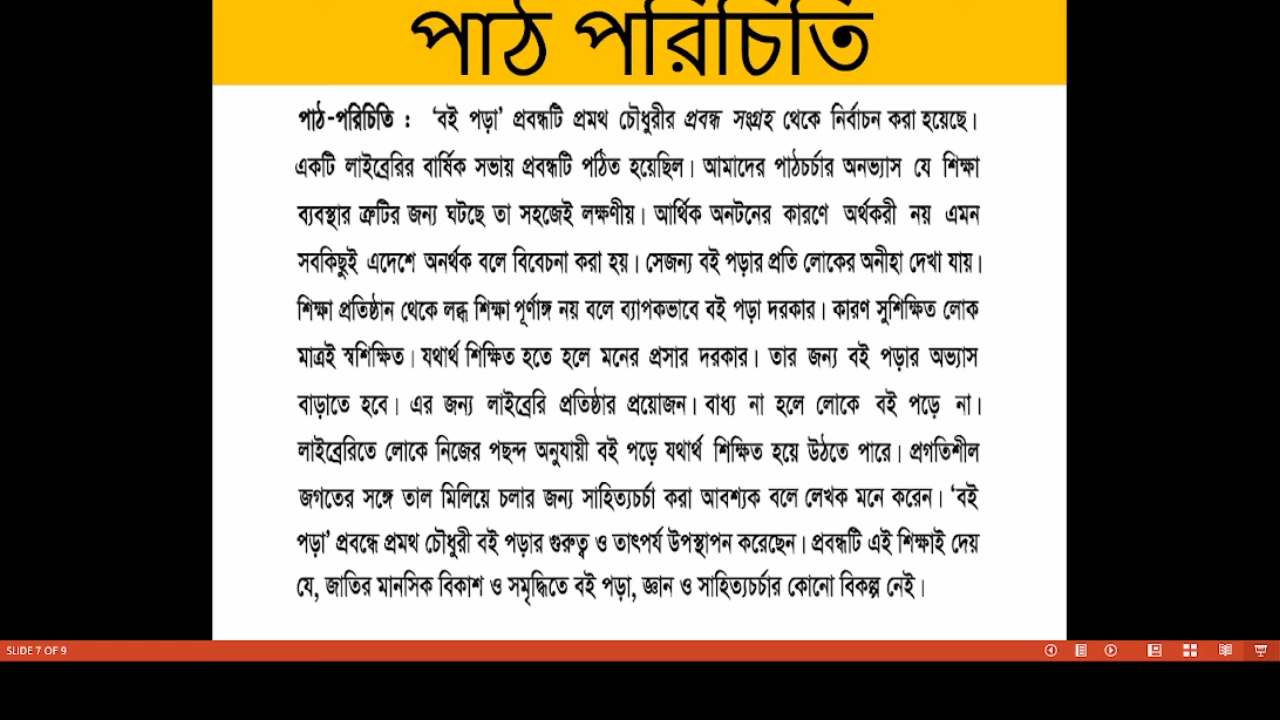 পাঠ পরিচিতি
পাঠ-পরিচিতি : ‘বই পড়া’ প্রবন্ধটি প্রমথ চৌধুরীর প্রবন্ধ সংগ্রহ থেকে নির্বাচন করা হয়েছে।
একটি লাইব্রেরির বার্ষিক সভায় প্রবন্ধটি পঠিত হয়েছিল। আমাদের পাঠচর্চার অনভ্যাস যে শিক্ষা
ব্যবস্থার ত্রুটির জন্য ঘটছে তা সহজেই লক্ষণীয়। আর্থিক অনটনের কারণে অর্থকরী নয় এমন
সবকিছুই এদেশে অনর্থক বলে বিবেচনা করা হয়। সেজন্য বই পড়ার প্রতি লোকের অনীহা দেখা যায়।
শিক্ষা প্রতিষ্ঠান থেকে লব্ধ শিক্ষা পূর্ণাঙ্গ নয় বলে ব্যাপকভাবে বই পড়া দরকার। কারণ সুশিক্ষিত লোক
মাত্রই স্বশিক্ষিত। যথার্থ শিক্ষিত হতে হলে মনের প্রসার দরকার। তার জন্য বই পড়ার অভ্যাস
বাড়াতে হবে। এর জন্য লাইব্রেরি প্রতিষ্ঠার প্রয়োজন। বাধ্য না হলে লোকে বই পড়ে না।
লাইব্রেরিতে লোকে নিজের পছন্দ অনুযায়ী বই পড়ে যথার্থ শিক্ষিত হয়ে উঠতে পারে। প্রগতিশীল
জগতের সঙ্গে তাল মিলিয়ে চলার জন্য সাহিত্যচর্চা করা আবশ্যক বলে লেখক মনে করেন। ‘বই
পড়া’ প্রবন্ধে প্রমথ চৌধুরী বই পড়ার গুরুত্ব ও তাৎপর্য উপস্থাপন করেছেন। প্রবন্ধটি এই শিক্ষাই দেয়
যে, জাতির মানসিক বিকাশ ও সমৃদ্ধিতে বই পড়া, জ্ঞান ও সাহিত্যচর্চার কোনো বিকল্প নেই।
SLIDE 7 OF 9